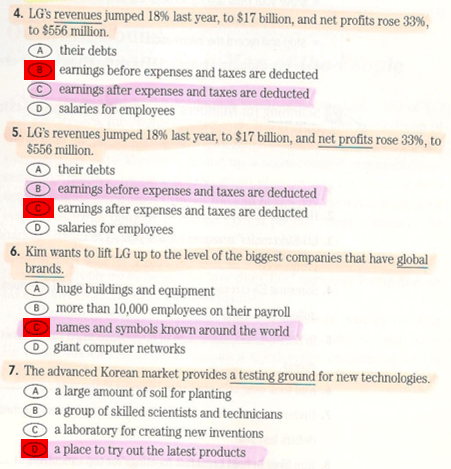 4. LG's revenues jumped 18% last year, to $17 billion, and net profits rose 33%,
to $556 million.
A their debts
B earnings before expenses and taxes are deducted
C earnings after expenses and taxes are deducted
D salaries for employees
5. LG's revenues jumped 18% last year, to $17 billion, and net profits rose 33%, to
$556 million.
A their debts
B earnings before expenses and taxes are deducted
C earnings after expenses and taxes are deducted
D salaries for employees
6. Kim wants to lift LG up to the level of the biggest companies that have global
brands.
A huge buildings and equipment
B more than 10,000 employees on their payroll
C names and symbols known around the world
D giant computer networks
7. The advanced Korean market provides a testing ground for new technologies.
A a large amount of soil for planting
B a group of skilled scientists and technicians
C a laboratory for creating new inventions
D a place to try out the latest products